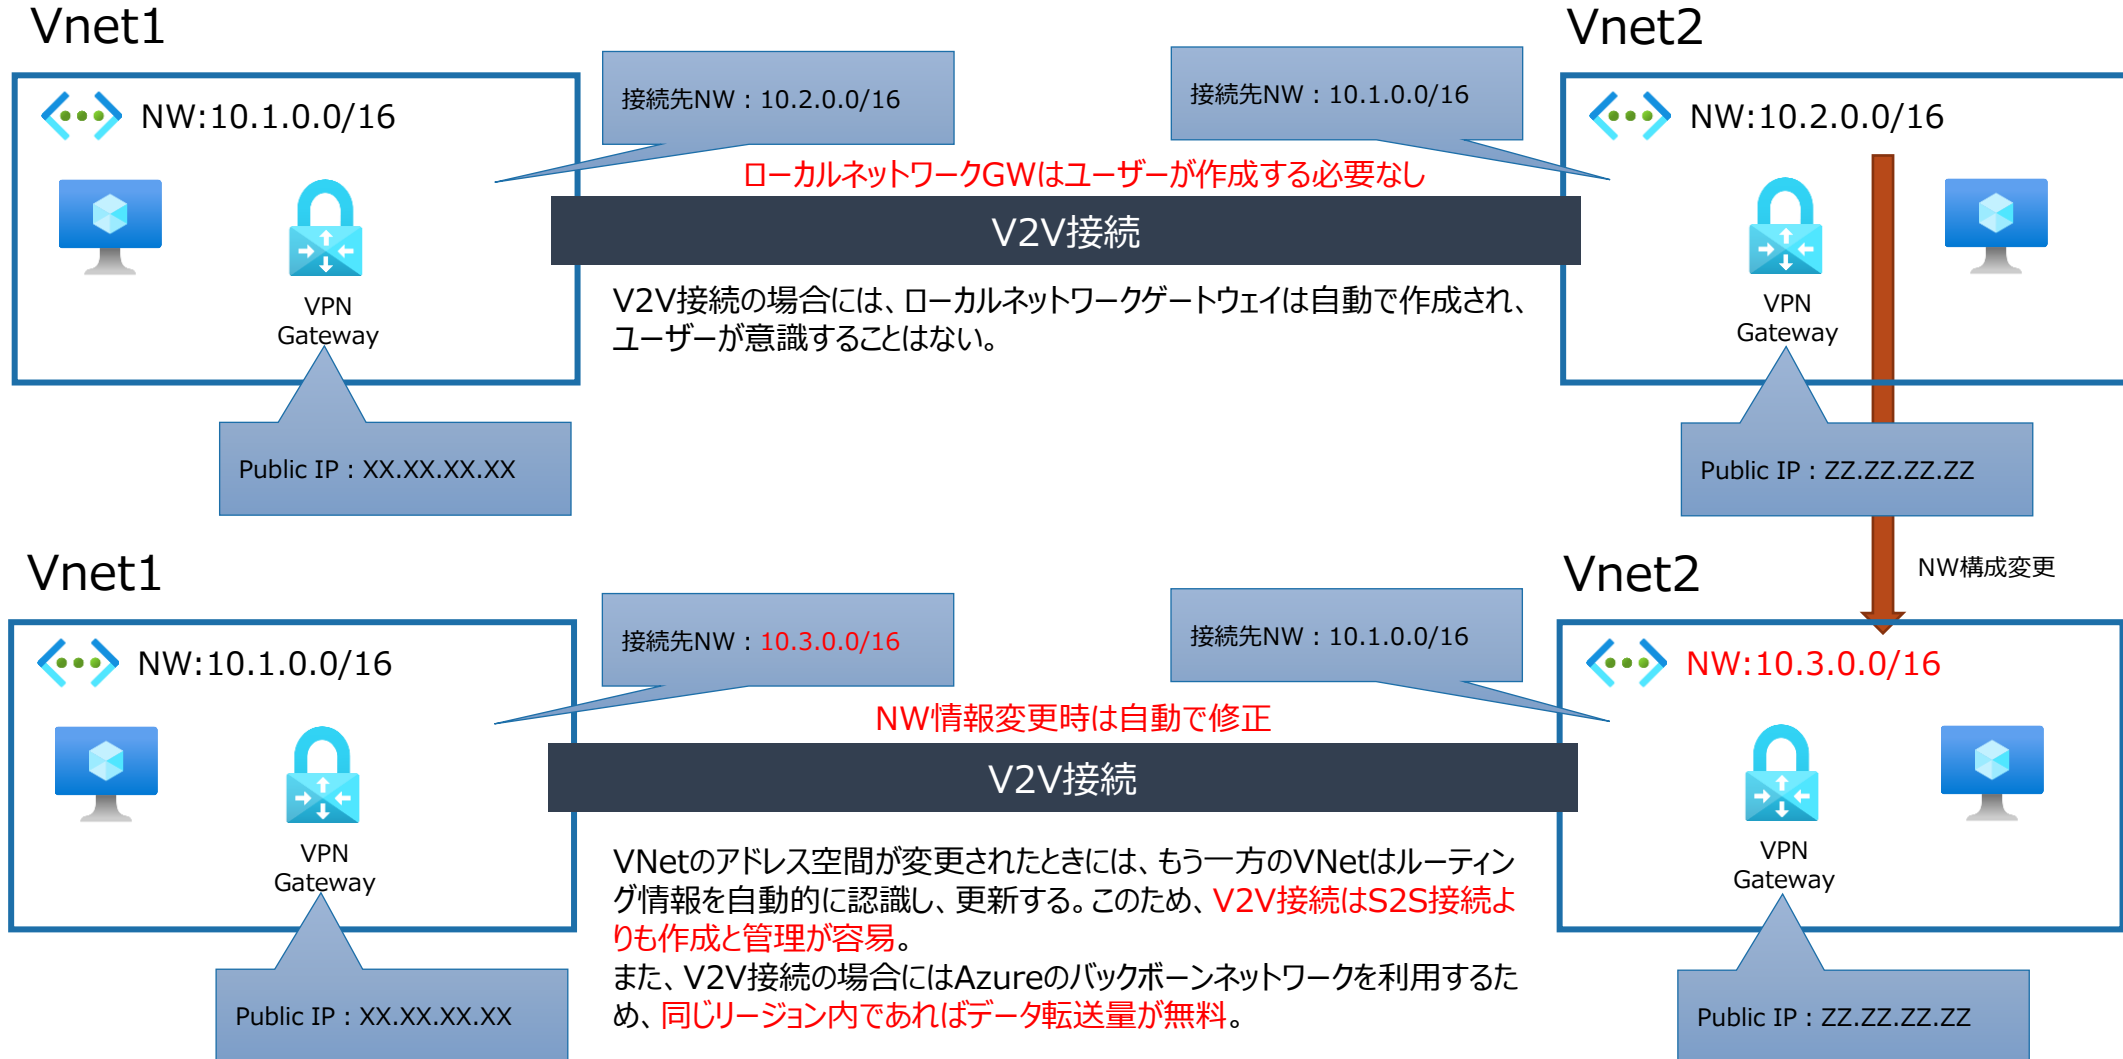 Vnet1
Vnet2
接続先NW：10.2.0.0/16
接続先NW：10.1.0.0/16
NW:10.1.0.0/16
NW:10.2.0.0/16
ローカルネットワークGWはユーザーが作成する必要なし
V2V接続
VPN
Gateway
V2V接続の場合には、ローカルネットワークゲートウェイは自動で作成され、
ユーザーが意識することはない。
VPN
Gateway
Public IP：XX.XX.XX.XX
Public IP：ZZ.ZZ.ZZ.ZZ
NW構成変更
Vnet1
Vnet2
接続先NW：10.3.0.0/16
接続先NW：10.1.0.0/16
NW:10.1.0.0/16
NW:10.3.0.0/16
NW情報変更時は自動で修正
V2V接続
VPN
Gateway
VPN
Gateway
VNetのアドレス空間が変更されたときには、もう一方のVNetはルーティン
グ情報を自動的に認識し、更新する。このため、V2V接続はS2S接続よ
りも作成と管理が容易。
また、V2V接続の場合にはAzureのバックボーンネットワークを利用するた
め、同じリージョン内であればデータ転送量が無料。
Public IP：XX.XX.XX.XX
Public IP：ZZ.ZZ.ZZ.ZZ